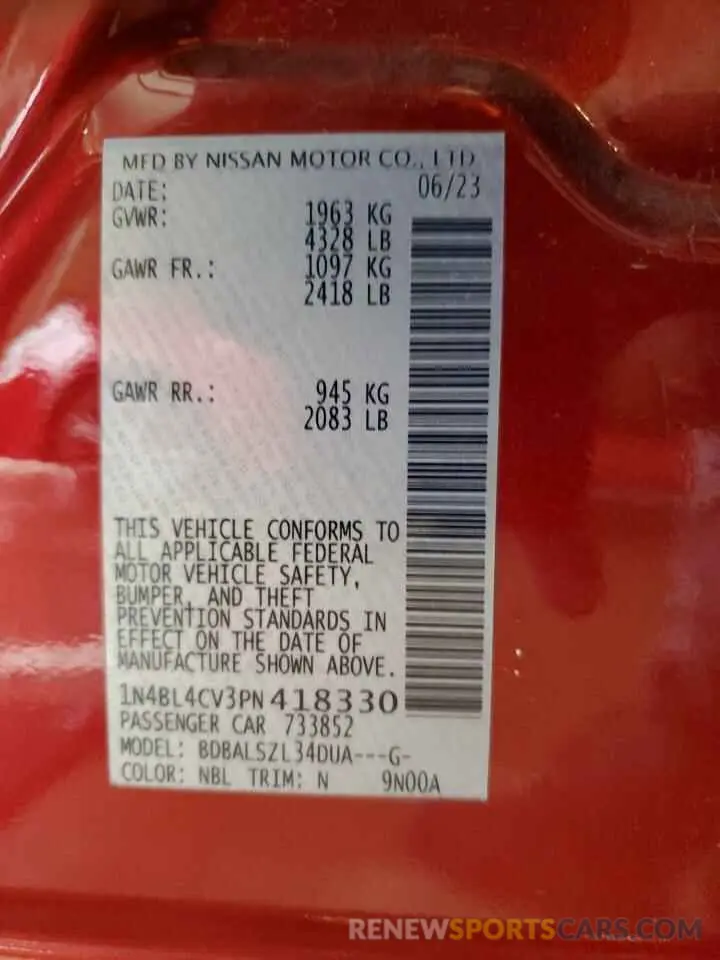 MFD BY NISSAN MOTOR CO., LTD
DATE: 06/23
GVWR: 1963 KG
4328 LB
GAWR FR.: 1097 KG
2418 LB
GAWR RR.: 945 KG
2083 LB
THIS VEHICLE CONFORMS TO
ALL APPLICABLE FEDERAL
MOTOR VEHICLE SAFETY,
BUMPER, AND THEFT
PREVENTION STANDARDS IN
EFFECT ON THE DATE OF
MANUFACTURE SHOWN ABOVE.
1N4BL4CV3PN418330
PASSENGER CAR 733852
MODEL: BDBALSZL34DUA---G-
COLOR: NBL TRIM: N 9N00A
RENEWSPORTSCARS.COM